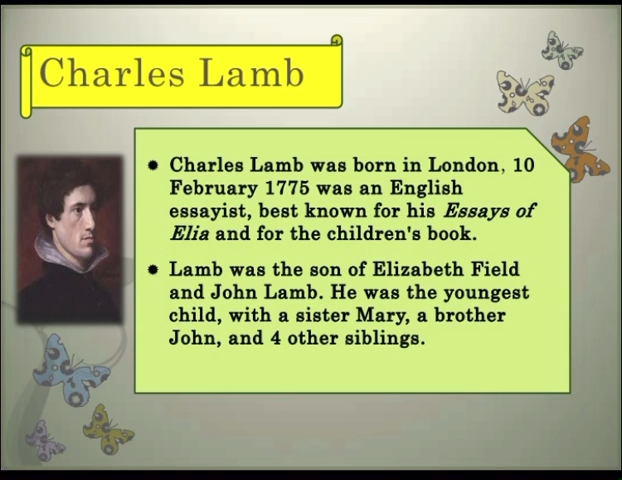 Charles Lamb
Charles Lamb was born in London, 10
February 1775 was an English
essayist, best known for his Essays of
Elia and for the children's book.
Lamb was the son of Elizabeth Field
and John Lamb. He was the youngest
child, with a sister Mary, a brother
John, and 4 other siblings.